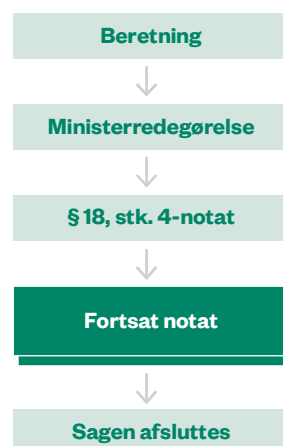 Beretning
Ministerredegørelse
§ 18, stk. 4-notat
Fortsat notat
Sagen afsluttes